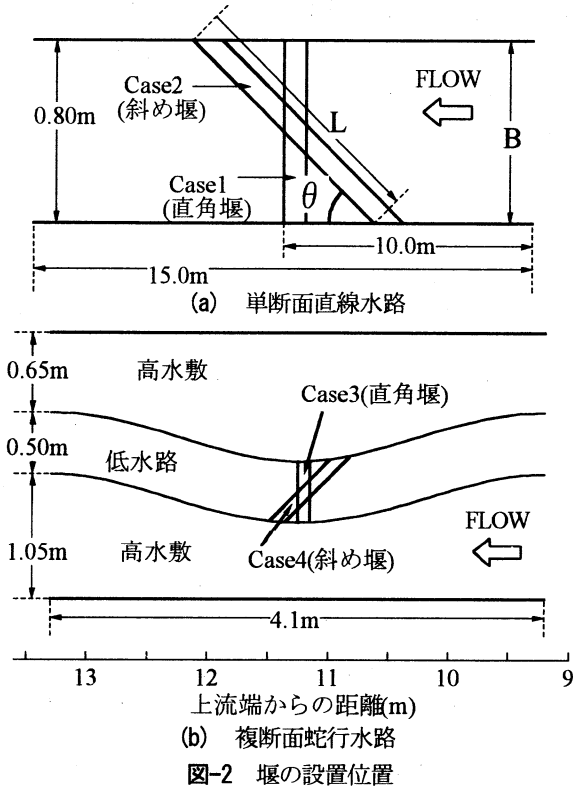 Case2
(斜め堰)
FLOW
0.80m
L
B
Case1
(直角堰)
θ
10.0m
15.0m
(a) 単断面直線水路
0.65m
高水敷
Case3(直角堰)
0.50m
低水路
FLOW
1.05m
高水敷
Case4(斜め堰)
4.1m
13 12 11 10 9
上流端からの距離(m)
(b) 複断面蛇行水路
図-2 堰の設置位置